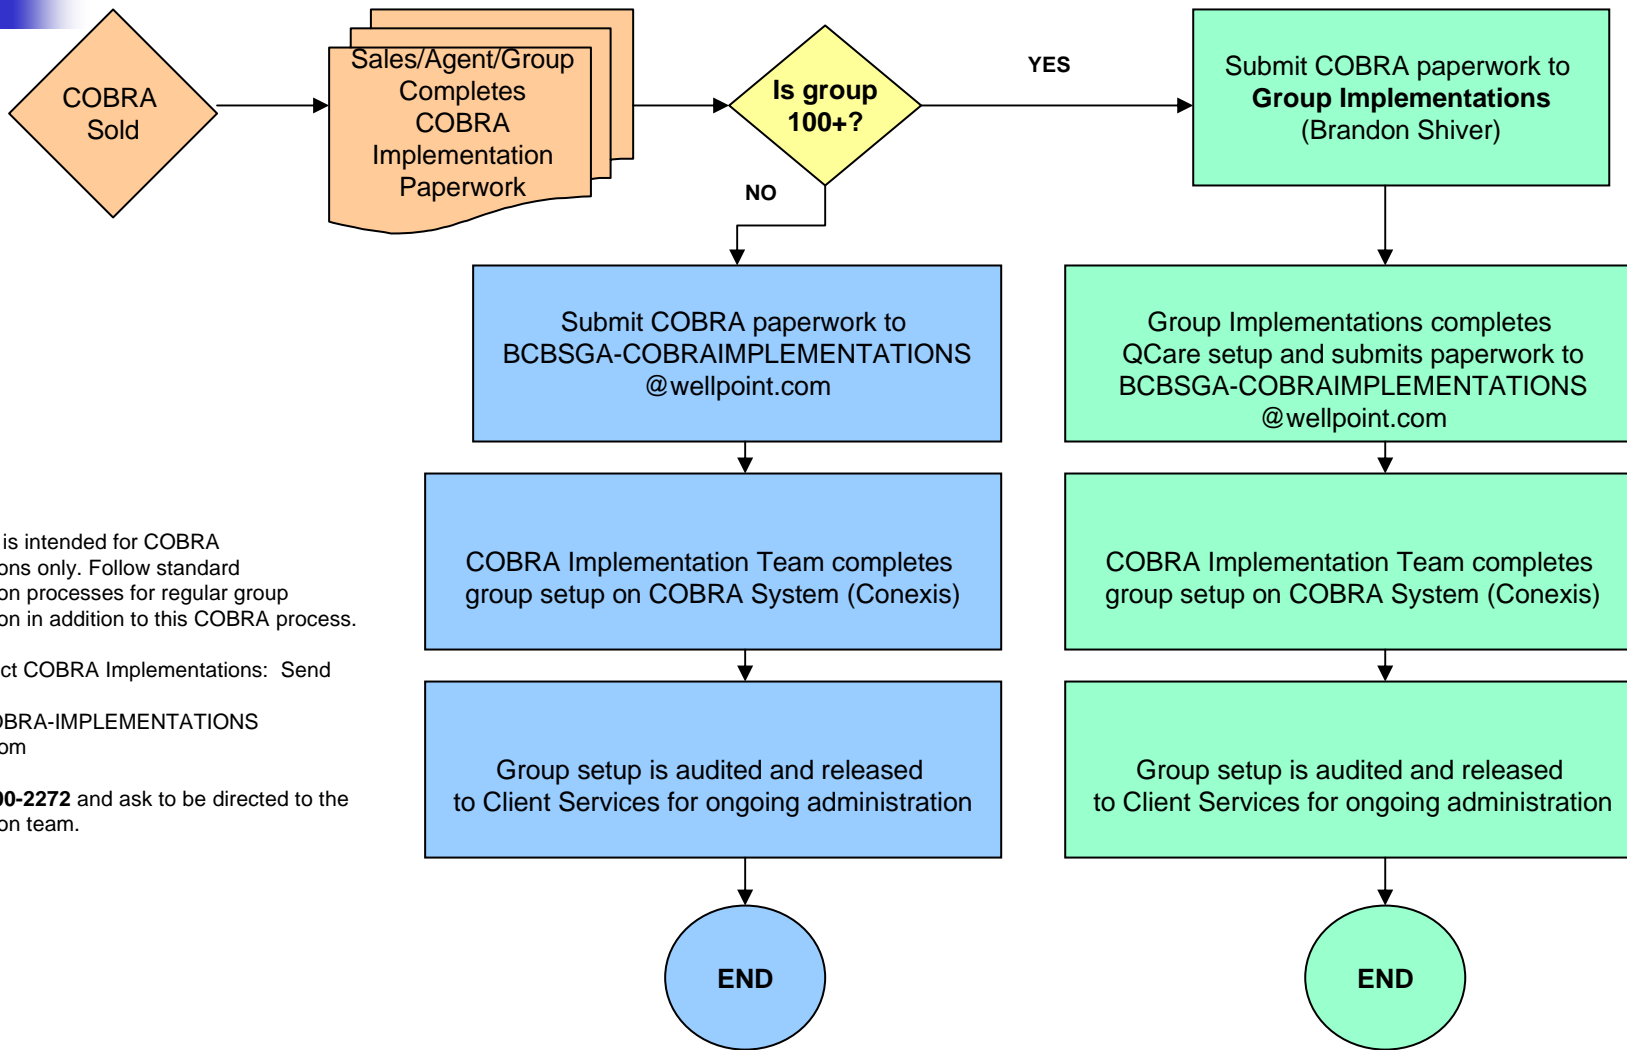 COBRA
Sold
Sales/Agent/Group
Completes
COBRA
Implementation
Paperwork
Is group
100+?
YES
NO
Submit COBRA paperwork to
Group Implementations
(Brandon Shiver)
Submit COBRA paperwork to
BCBSGA-COBRAIMPLEMENTATIONS
@wellpoint.com
Group Implementations completes
QCare setup and submits paperwork to
BCBSGA-COBRAIMPLEMENTATIONS
@wellpoint.com
COBRA Implementation Team completes
group setup on COBRA System (Conexis)
COBRA Implementation Team completes
group setup on COBRA System (Conexis)
Group setup is audited and released
to Client Services for ongoing administration
Group setup is audited and released
to Client Services for ongoing administration
END
END
is intended for COBRA
ons only. Follow standard
on processes for regular group
on in addition to this COBRA process.
ct COBRA Implementations: Send
OBRA-IMPLEMENTATIONS
om
00-2272 and ask to be directed to the
on team.